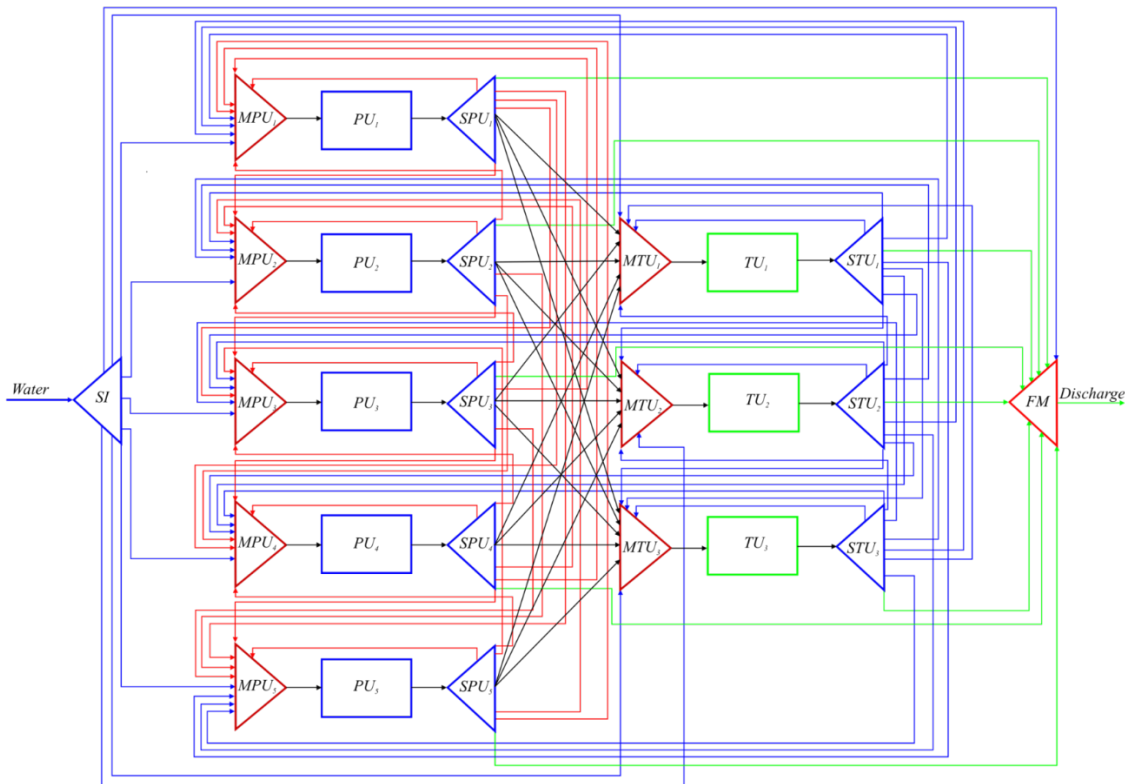 MPU₁ PU₁ SPU₁
MPU₂ PU₂ SPU₂ MTU₁ TU₁ STU₁
Water SI MPU₃ PU₃ SPU₃ MTU₂ TU₂ STU₂ FM Discharge
MPU₄ PU₄ SPU₄ MTU₃ TU₃ STU₃
MPU₅ PU₅ SPU₅